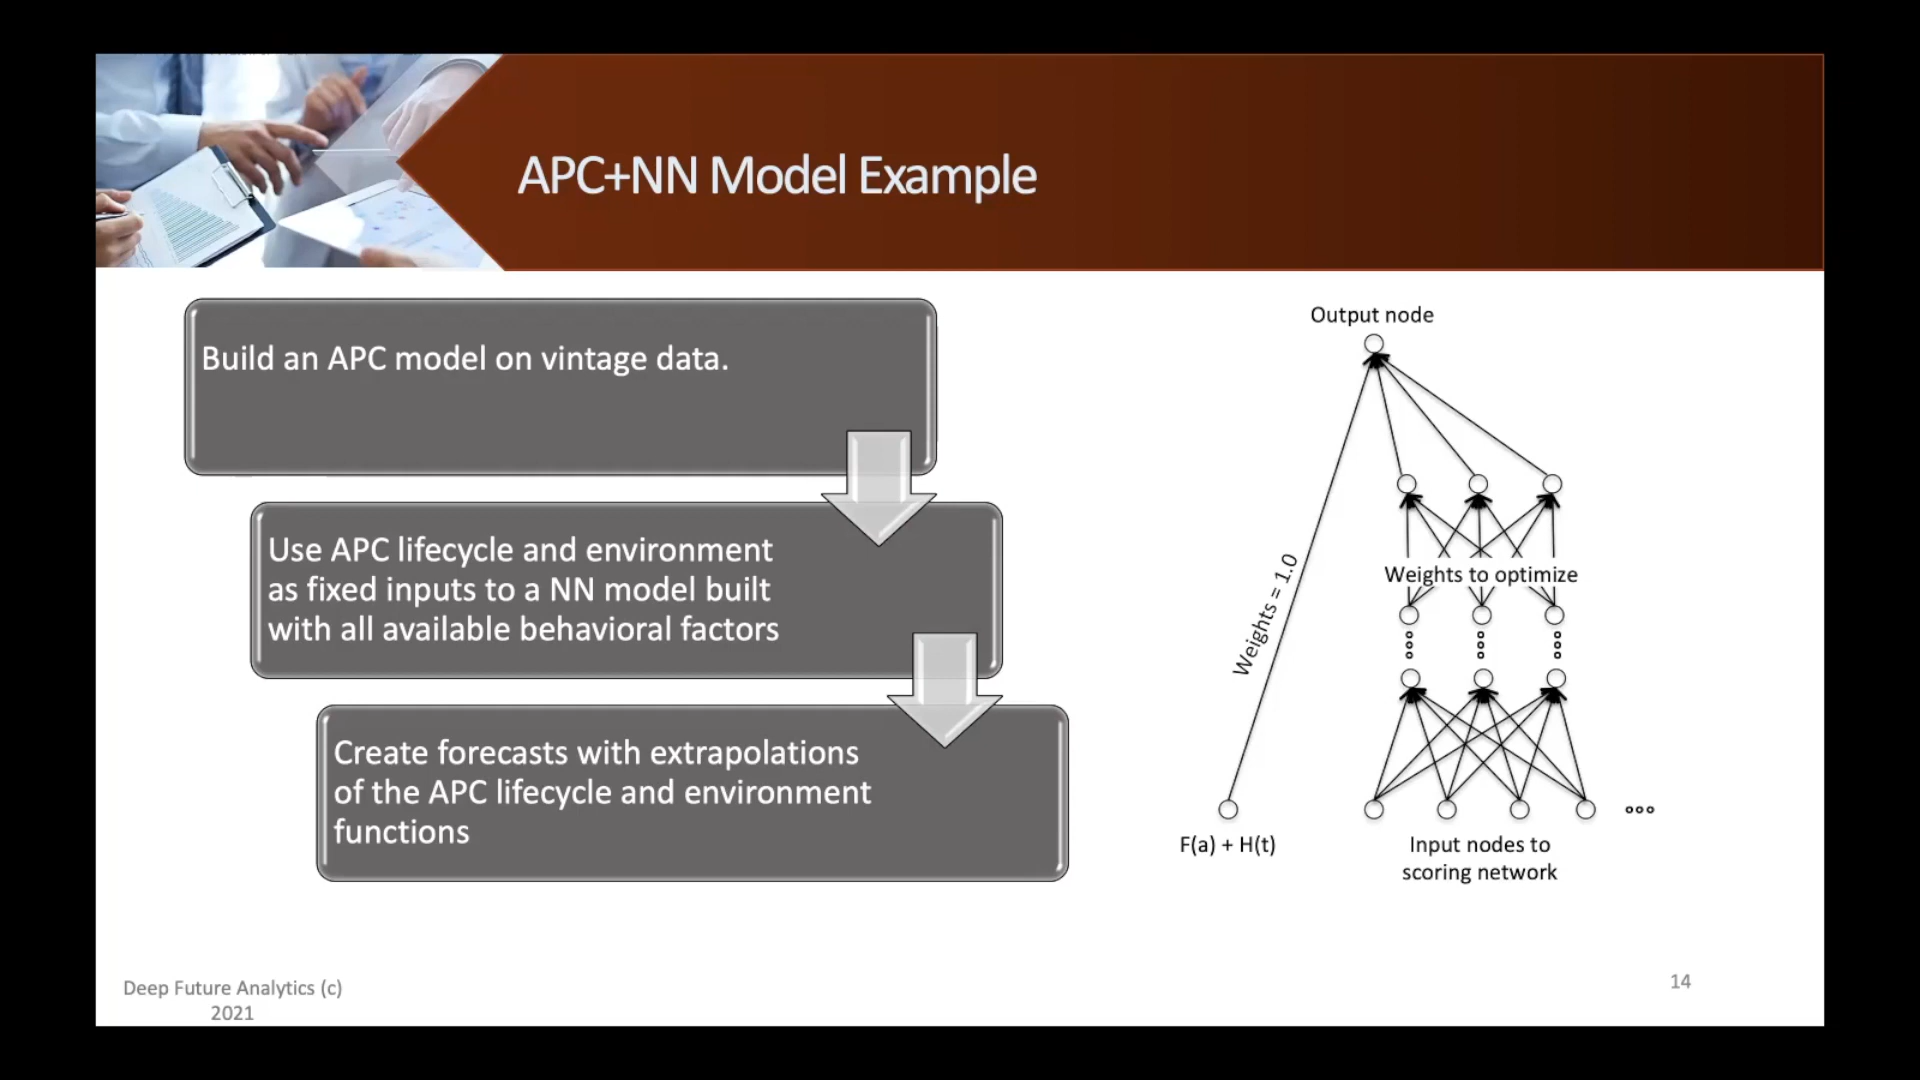 APC+NN Model Example
Build an APC model on vintage data.
Use APC lifecycle and environment
as fixed inputs to a NN model built
with all available behavioral factors
Create forecasts with extrapolations
of the APC lifecycle and environment
functions
Output node
Weights = 1.0
Weights to optimize
F(a) + H(t)
Input nodes to
scoring network
Deep Future Analytics (c)
2021
14